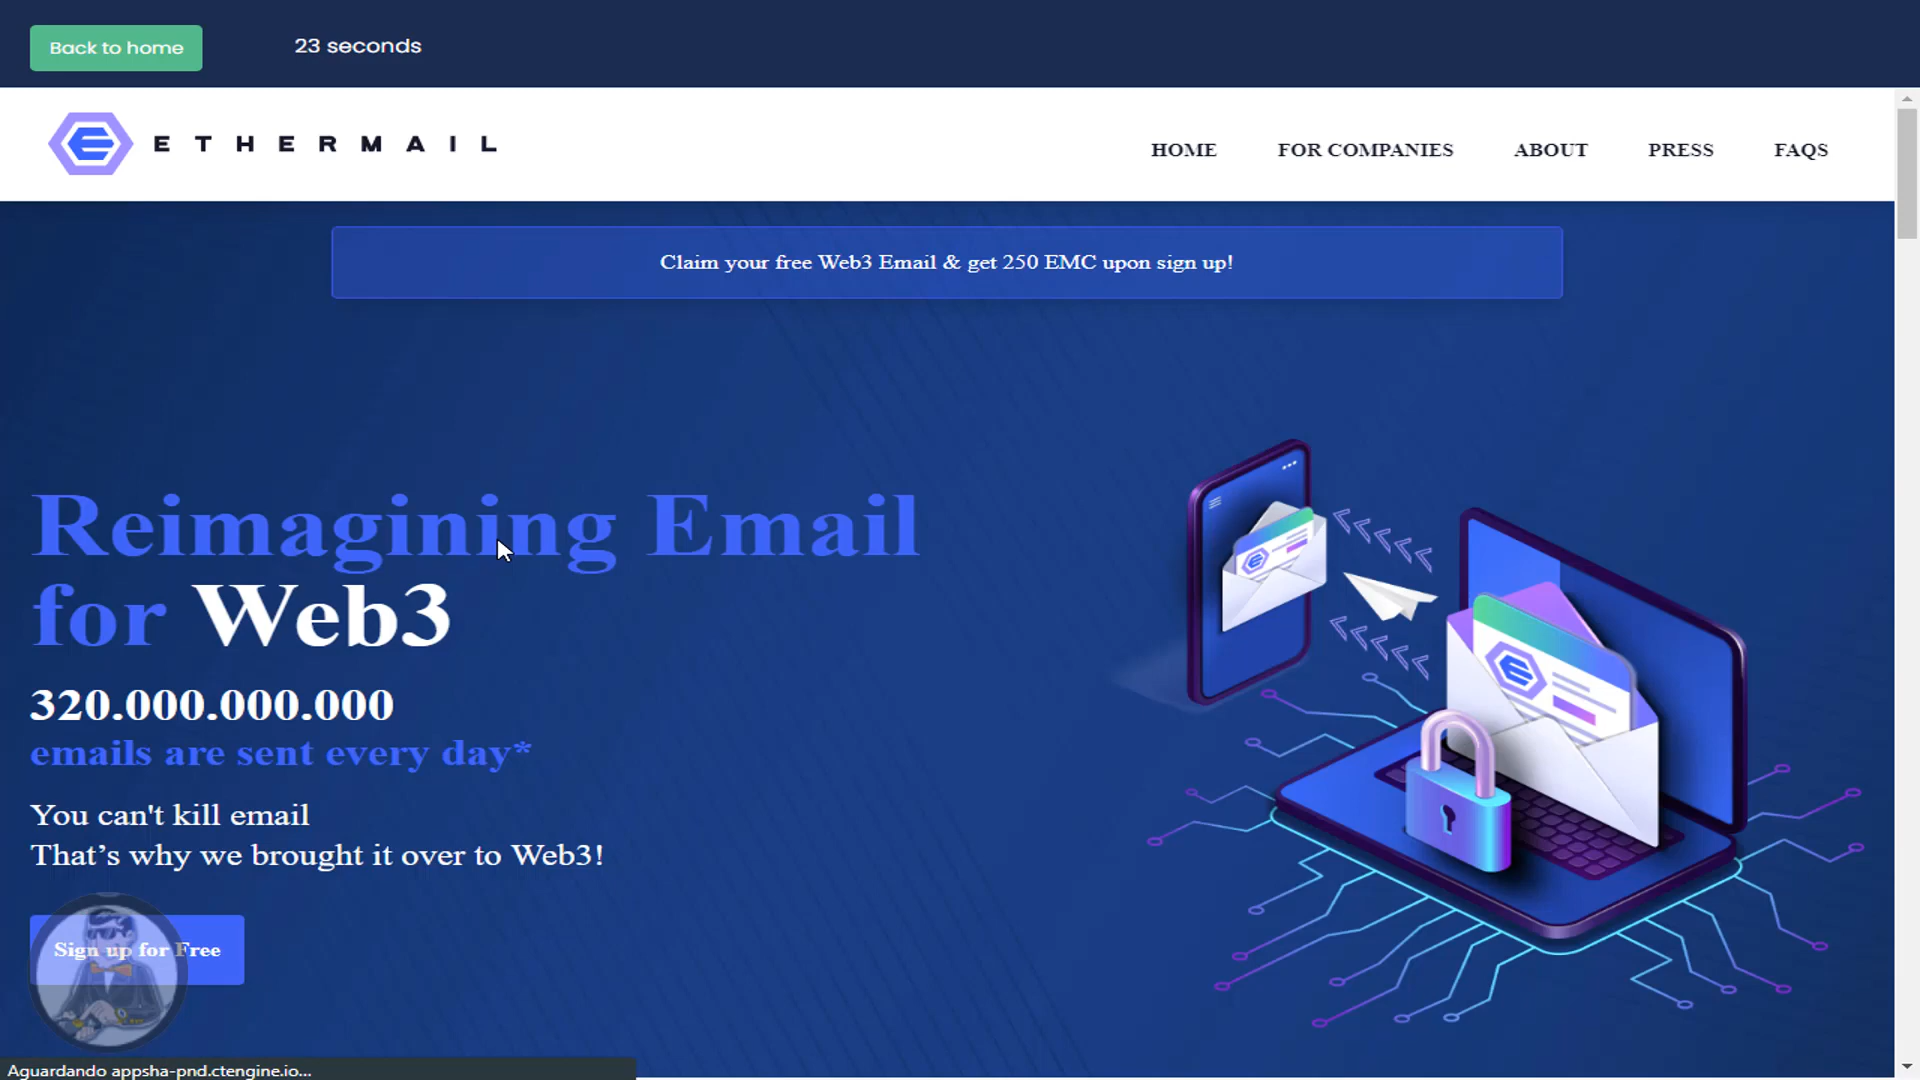 Back to home
23 seconds
ETHERMAIL
HOME
FOR COMPANIES
ABOUT
PRESS
FAQS
Claim your free Web3 Email & get 250 EMC upon sign up!
Reimagining Email
for Web3
320.000.000.000
emails are sent every day*
You can't kill email
That’s why we brought it over to Web3!
Sign up for Free
Aguardando appsha-pnd.ctengine.io...